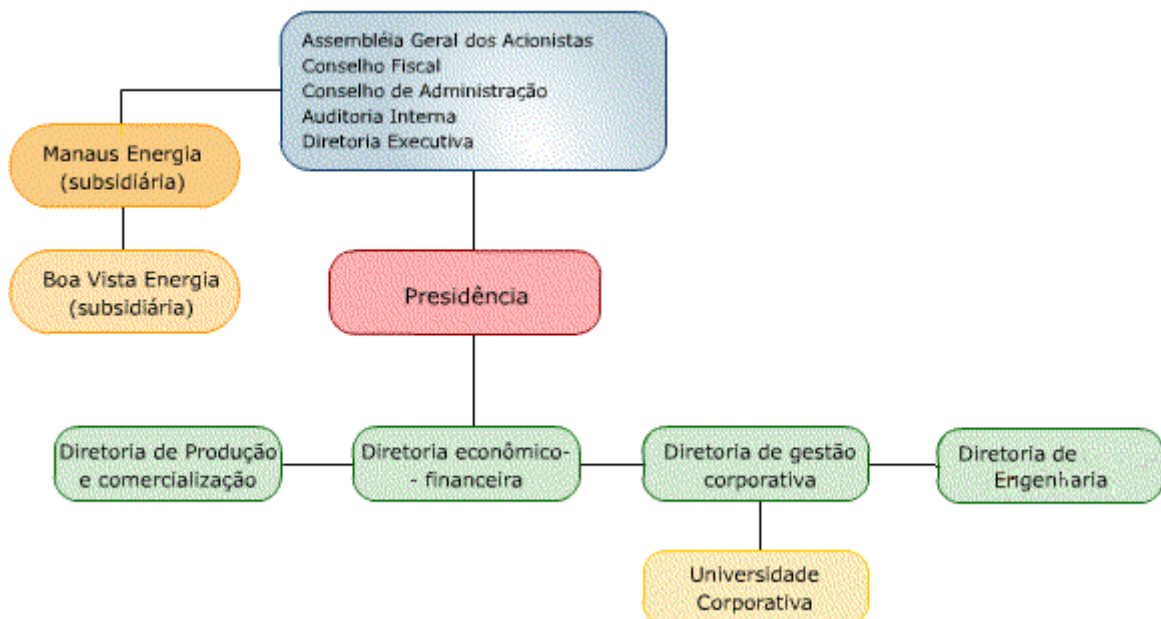 Assembléia Geral dos Acionistas
Conselho Fiscal
Conselho de Administração
Auditoria Interna
Diretoria Executiva
Manaus Energia
(subsidiária)
Boa Vista Energia
(subsidiária)
Presidência
Diretoria de Produção
e comercialização
Diretoria econômico-
- financeira
Diretoria de gestão
corporativa
Diretoria de
Engenharia
Universidade
Corporativa